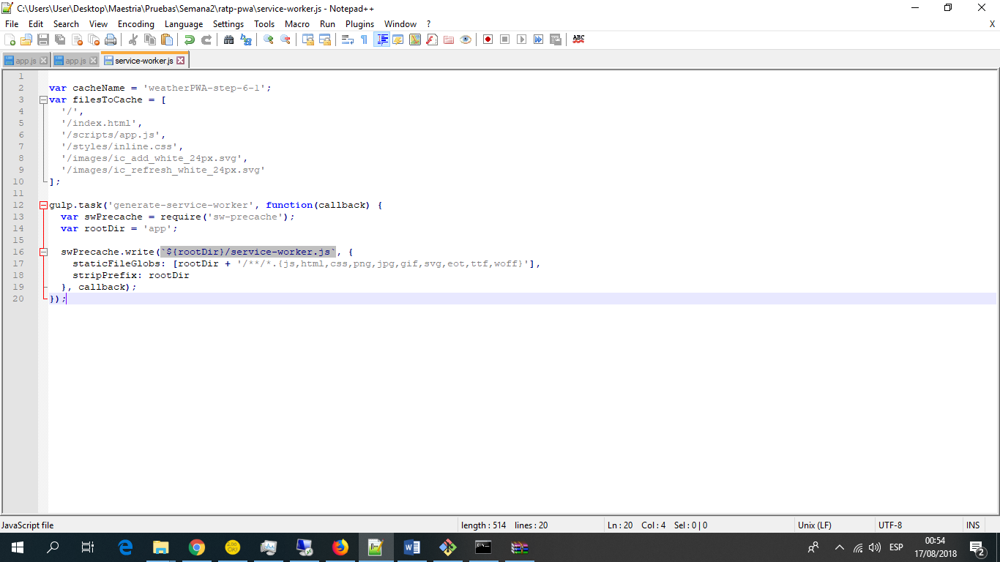 C:\Users\User\Desktop\Maestria\Pruebas\Semana2\ratp-pwa\service-worker.js - Notepad++
File Edit Search View Encoding Language Settings Tools Macro Run Plugins Window ? X
ABC
app.js app.js service-worker.js
1
2 var cacheName = 'weatherPWA-step-6-1';
3 var filesToCache = [
4 '/',
5 '/index.html',
6 '/scripts/app.js',
7 '/styles/inline.css',
8 '/images/ic_add_white_24px.svg',
9 '/images/ic_refresh_white_24px.svg'
10 ];
11
12 gulp.task('generate-service-worker', function(callback) {
13 var swPrecache = require('sw-precache');
14 var rootDir = 'app';
15
16 swPrecache.write(`${rootDir}/service-worker.js`, {
17 staticFileGlobs: [rootDir + '/**/*.{js,html,css,png,jpg,gif,svg,eot,ttf,woff}'],
18 stripPrefix: rootDir
19 }, callback);
20 });
JavaScript file length : 514 lines : 20 Ln : 20 Col : 4 Sel : 0 | 0 Unix (LF) UTF-8 INS
ESP 00:54
17/08/2018 2